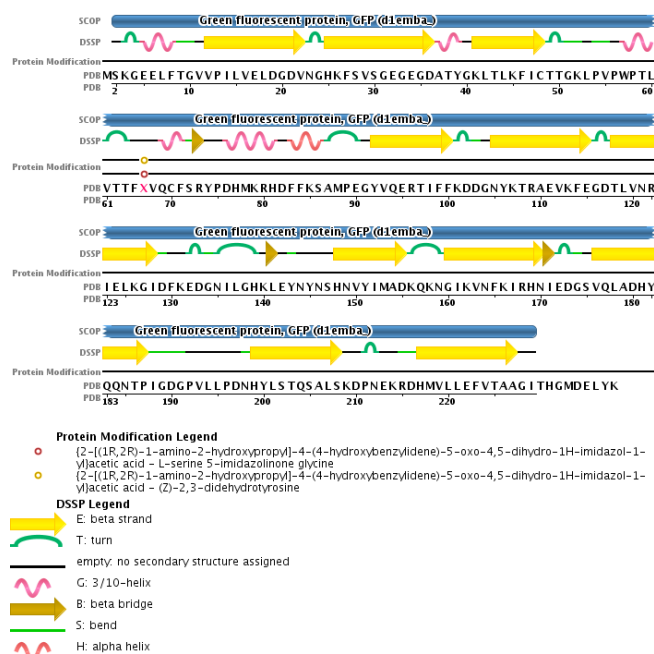 SCOP Green fluorescent protein, GFP (d1emba_)
DSSP
Protein Modification
PDB MSKGEELFTGVVPILVELDGDVNGHKFSVSGEGEGDATYGKLTLKFICTTGKLPVPWPTL
PDB 2 10 20 30 40 50 60
SCOP Green fluorescent protein, GFP (d1emba_)
DSSP
Protein Modification
PDB VTTFXVQCFSRYPDHMKRHDFFKSAMPEGYVQERTIFFKDDGNYKTRAEVKFEGDTLVNR
PDB 61 70 80 90 100 110 120
SCOP Green fluorescent protein, GFP (d1emba_)
DSSP
Protein Modification
PDB IELKGIDFKEDGNILGHKLEYNYNSHNVYIMADKQKNGIKVNFKIRHNIEDGSVQLADHY
PDB 123 130 140 150 160 170 180
SCOP Green fluorescent protein, GFP (d1emba_)
DSSP
Protein Modification
PDB QQNTPIGDGPVLLPDNHYLSTQSALSKDPNEKRDHMVLLEFVTAAGITHGMDELYK
PDB 183 190 200 210 220
Protein Modification Legend
{2-[(1R,2R)-1-amino-2-hydroxypropyl]-4-(4-hydroxybenzylidene)-5-oxo-4,5-dihydro-1H-imidazol-1-
yl}acetic acid - L-serine 5-imidazolinone glycine
{2-[(1R,2R)-1-amino-2-hydroxypropyl]-4-(4-hydroxybenzylidene)-5-oxo-4,5-dihydro-1H-imidazol-1-
yl}acetic acid - (Z)-2,3-didehydrotyrosine
DSSP Legend
E: beta strand
T: turn
empty: no secondary structure assigned
G: 3/10-helix
B: beta bridge
S: bend
H: alpha helix